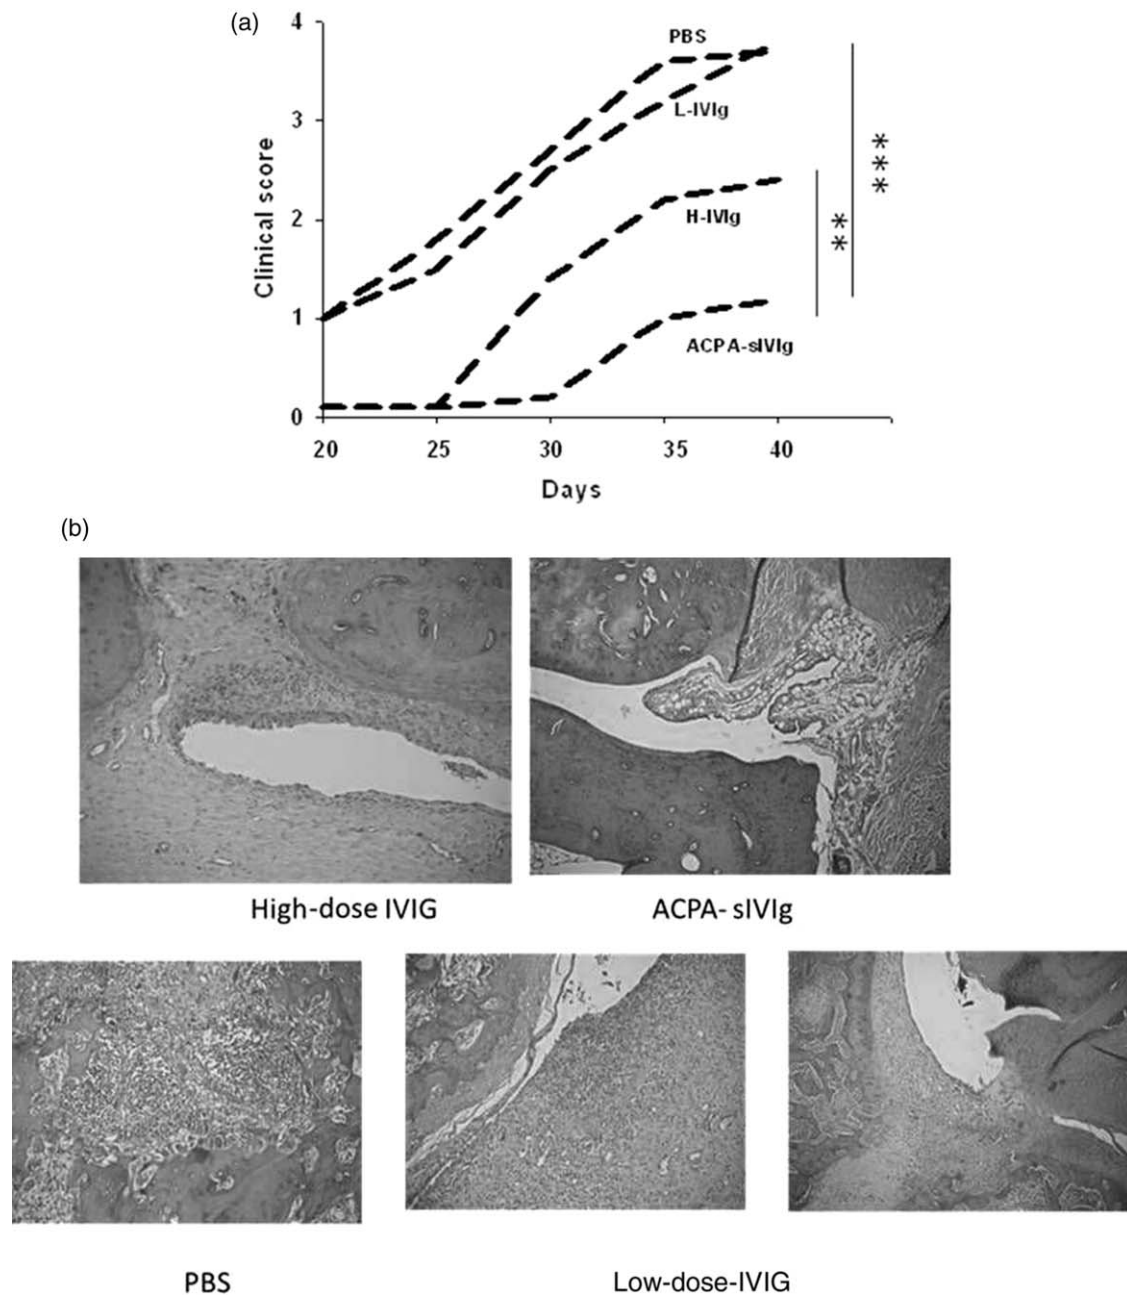 (a)
4
PBS
L-IVIg
3
***
Clinical score
2
H-IVIg
**
1
ACPA-sIVIg
0
20 25 30 35 40
Days
(b)
High-dose IVIG ACPA- sIVIg
PBS Low-dose-IVIG